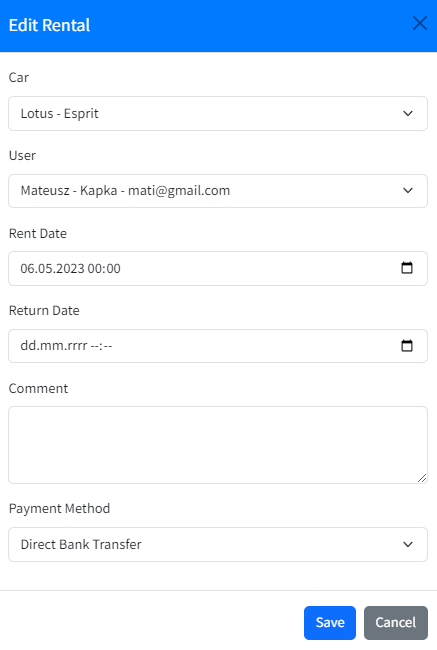 Edit Rental
Car
Lotus - Esprit
User
Mateusz - Kapka - mati@gmail.com
Rent Date
06.05.2023 00:00
Return Date
dd.mm.rrrr --:--
Comment
Payment Method
Direct Bank Transfer
Save Cancel